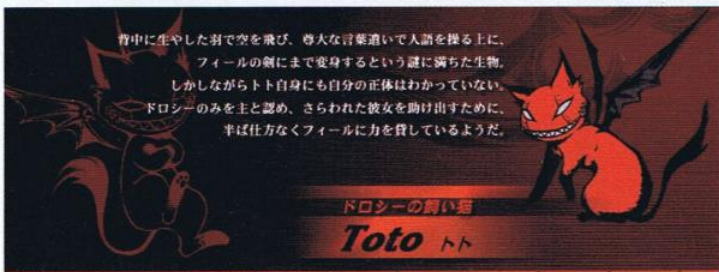 背中に生やした羽で空を飛び、尊大な言葉遣いで人語を操る上に、
フィールの剣にまで変身するという謎に満ちた生物。
しかしながらトト自身にも自分の正体はわかっていない。
ドロシーのみを主と認め、さらわれた彼女を助け出すために、
半ば仕方なくフィールに力を貸しているようだ。
ドロシーの飼い猫
Toto トト